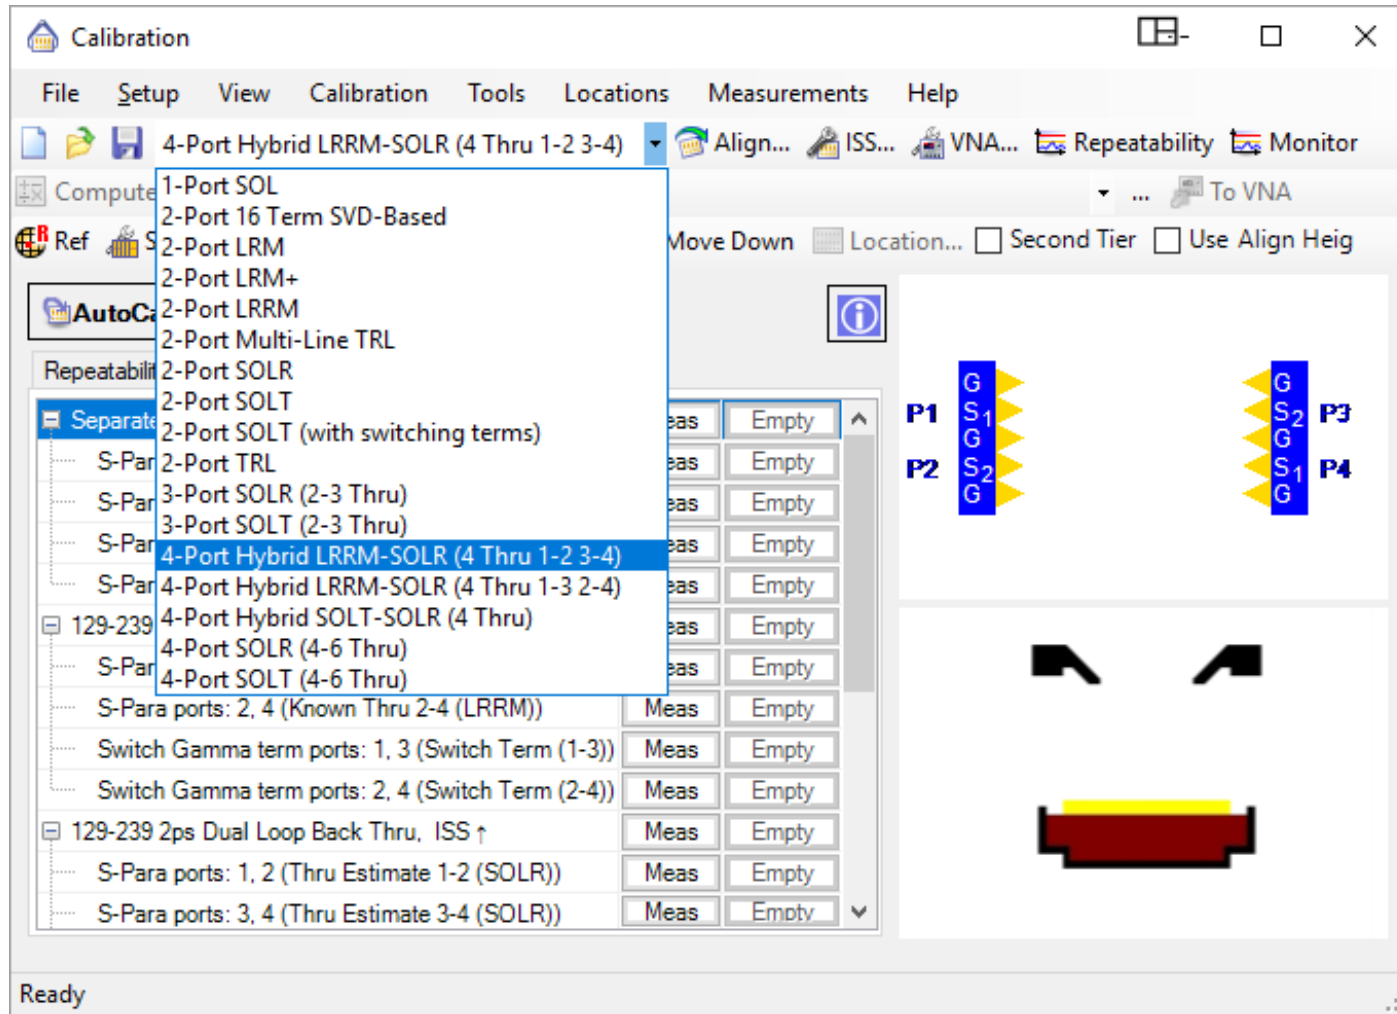 Calibration
File Setup View Calibration Tools Locations Measurements Help
4-Port Hybrid LRRM-SOLR (4 Thru 1-2 3-4) Align... ISS... VNA... Repeatability Monitor
Compute ... To VNA
Ref Move Down Location... Second Tier Use Align Heig
1-Port SOL
2-Port 16 Term SVD-Based
2-Port LRM
2-Port LRM+
2-Port LRRM
2-Port Multi-Line TRL
2-Port SOLR
2-Port SOLT
2-Port SOLT (with switching terms)
2-Port TRL
3-Port SOLR (2-3 Thru)
3-Port SOLT (2-3 Thru)
4-Port Hybrid LRRM-SOLR (4 Thru 1-2 3-4)
4-Port Hybrid LRRM-SOLR (4 Thru 1-3 2-4)
4-Port Hybrid SOLT-SOLR (4 Thru)
4-Port SOLR (4-6 Thru)
4-Port SOLT (4-6 Thru)
AutoCa
Repeatabilit
Separate eas Empty
S-Par eas Empty
S-Par eas Empty
S-Par eas Empty
S-Par eas Empty
129-239 eas Empty
S-Par eas Empty
S-Para ports: 2, 4 (Known Thru 2-4 (LRRM)) Meas Empty
Switch Gamma term ports: 1, 3 (Switch Term (1-3)) Meas Empty
Switch Gamma term ports: 2, 4 (Switch Term (2-4)) Meas Empty
129-239 2ps Dual Loop Back Thru, ISS ↑ Meas Empty
S-Para ports: 1, 2 (Thru Estimate 1-2 (SOLR)) Meas Empty
S-Para ports: 3, 4 (Thru Estimate 3-4 (SOLR)) Meas Empty
G G
P1 S1 S2 P3
G G
P2 S2 S1 P4
G G
Ready